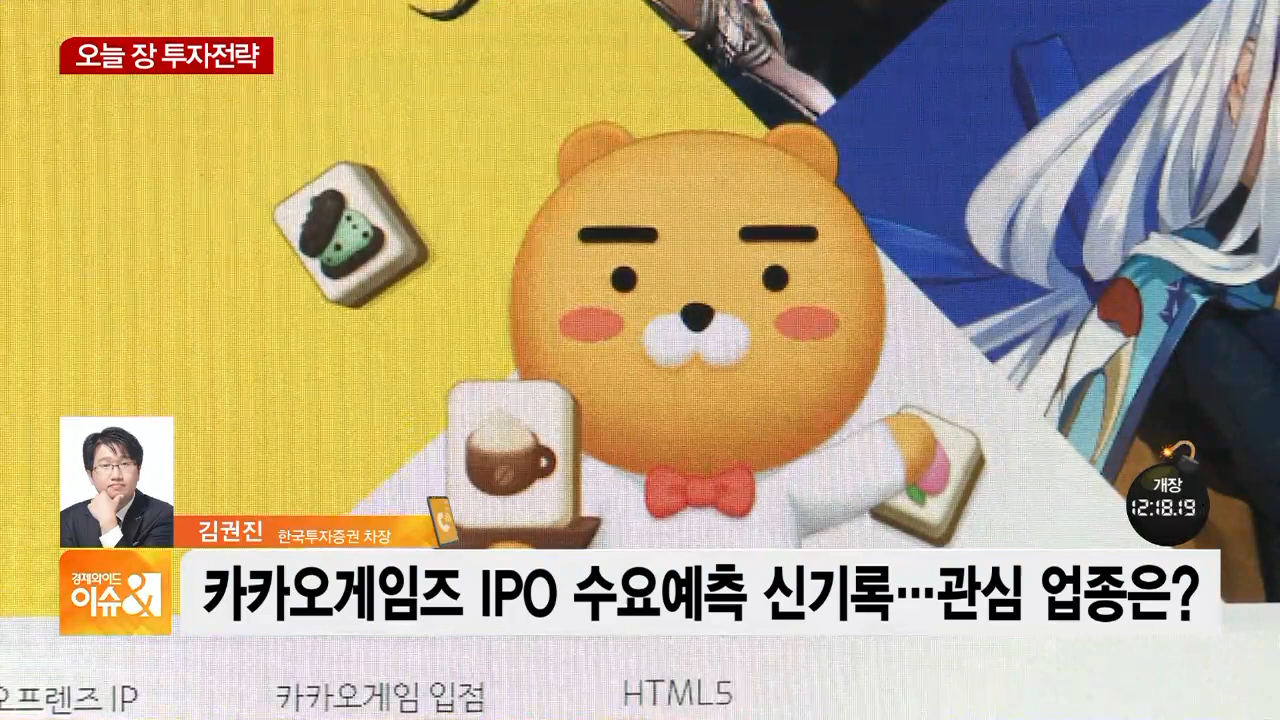 오늘 장 투자전략
개장
12:18.19
김권진 한국투자증권 차장
경제와이드
이슈&
카카오게임즈 IPO 수요예측 신기록…관심 업종은?
프렌즈 IP
카카오게임 입점
HTML5